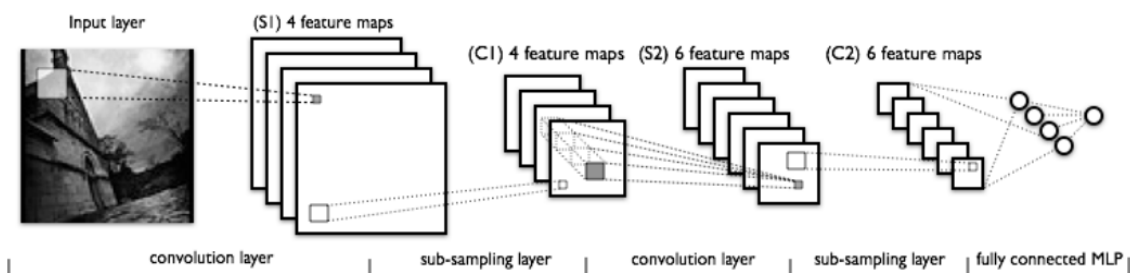 Input layer
(S1) 4 feature maps
(C1) 4 feature maps
(S2) 6 feature maps
(C2) 6 feature maps
convolution layer
sub-sampling layer
convolution layer
sub-sampling layer
fully connected MLP